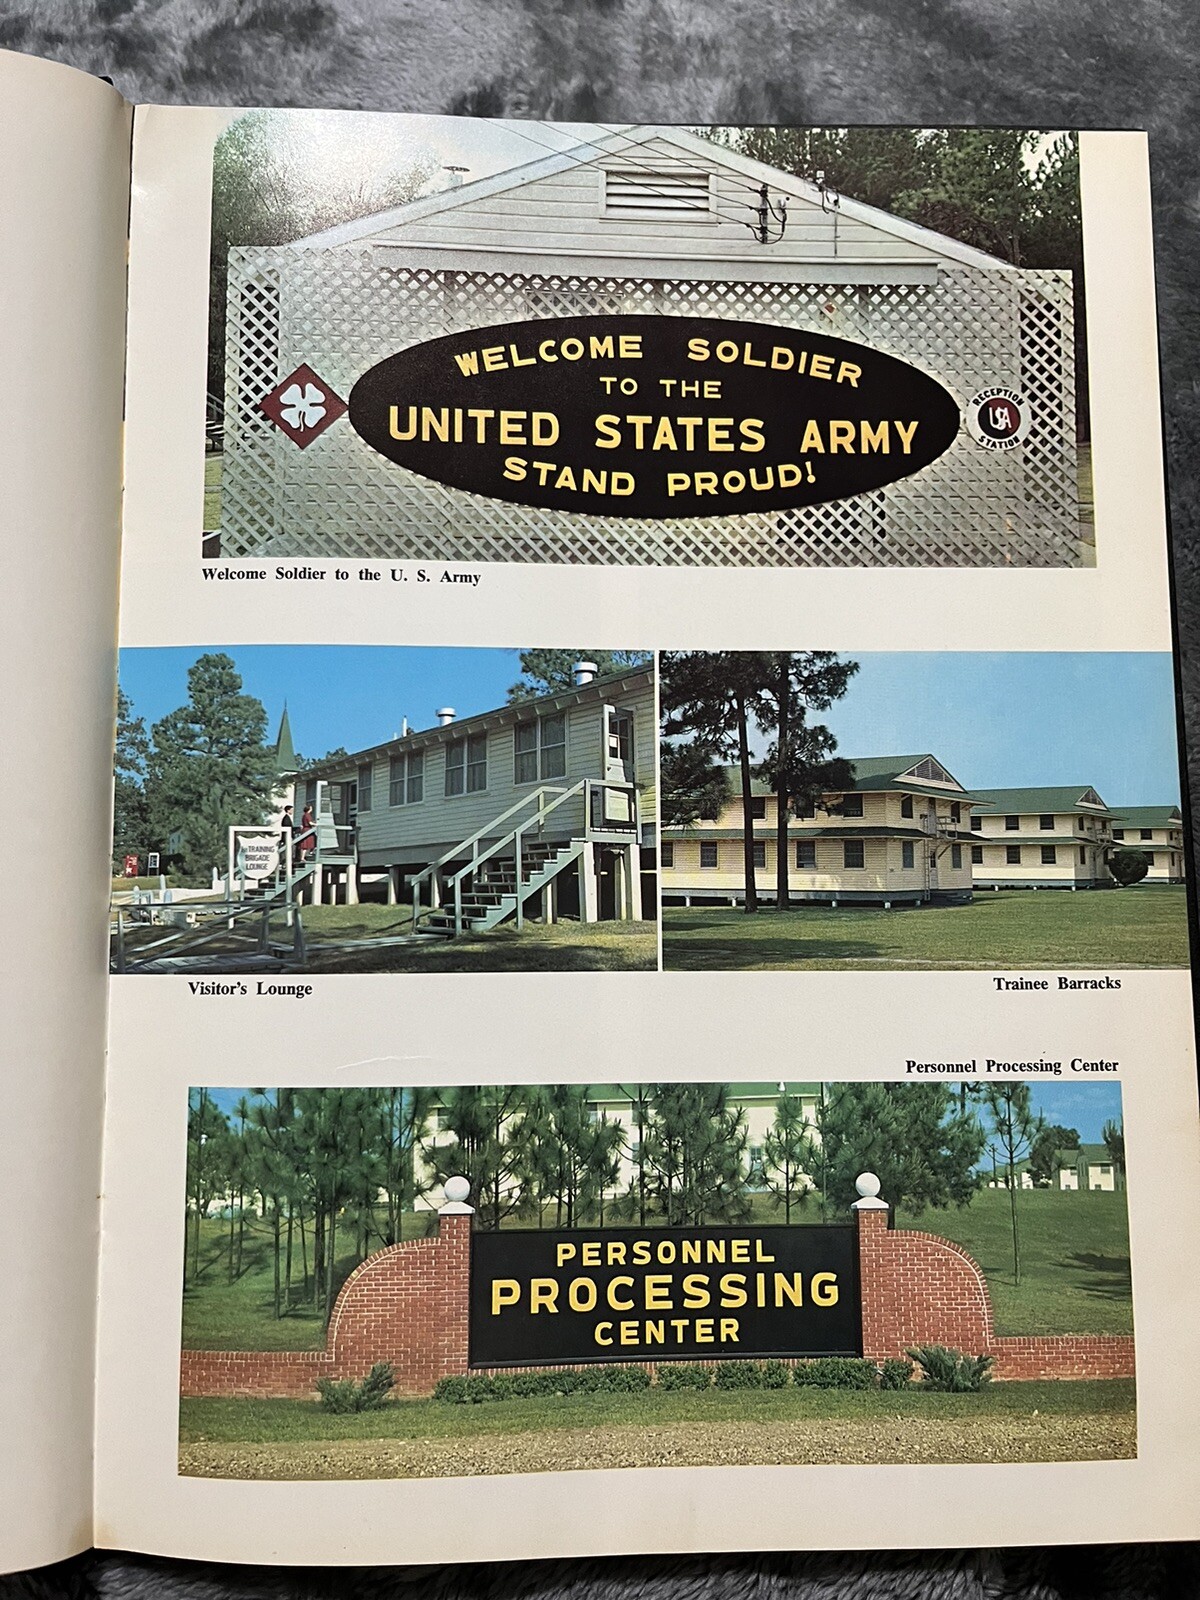 WELCOME SOLDIER
TO THE
UNITED STATES ARMY
STAND PROUD!
RECEPTION
USA
STATION
Welcome Soldier to the U. S. Army
TRAINING
BRIGADE
LOUNGE
Visitor's Lounge
Trainee Barracks
Personnel Processing Center
PERSONNEL
PROCESSING
CENTER